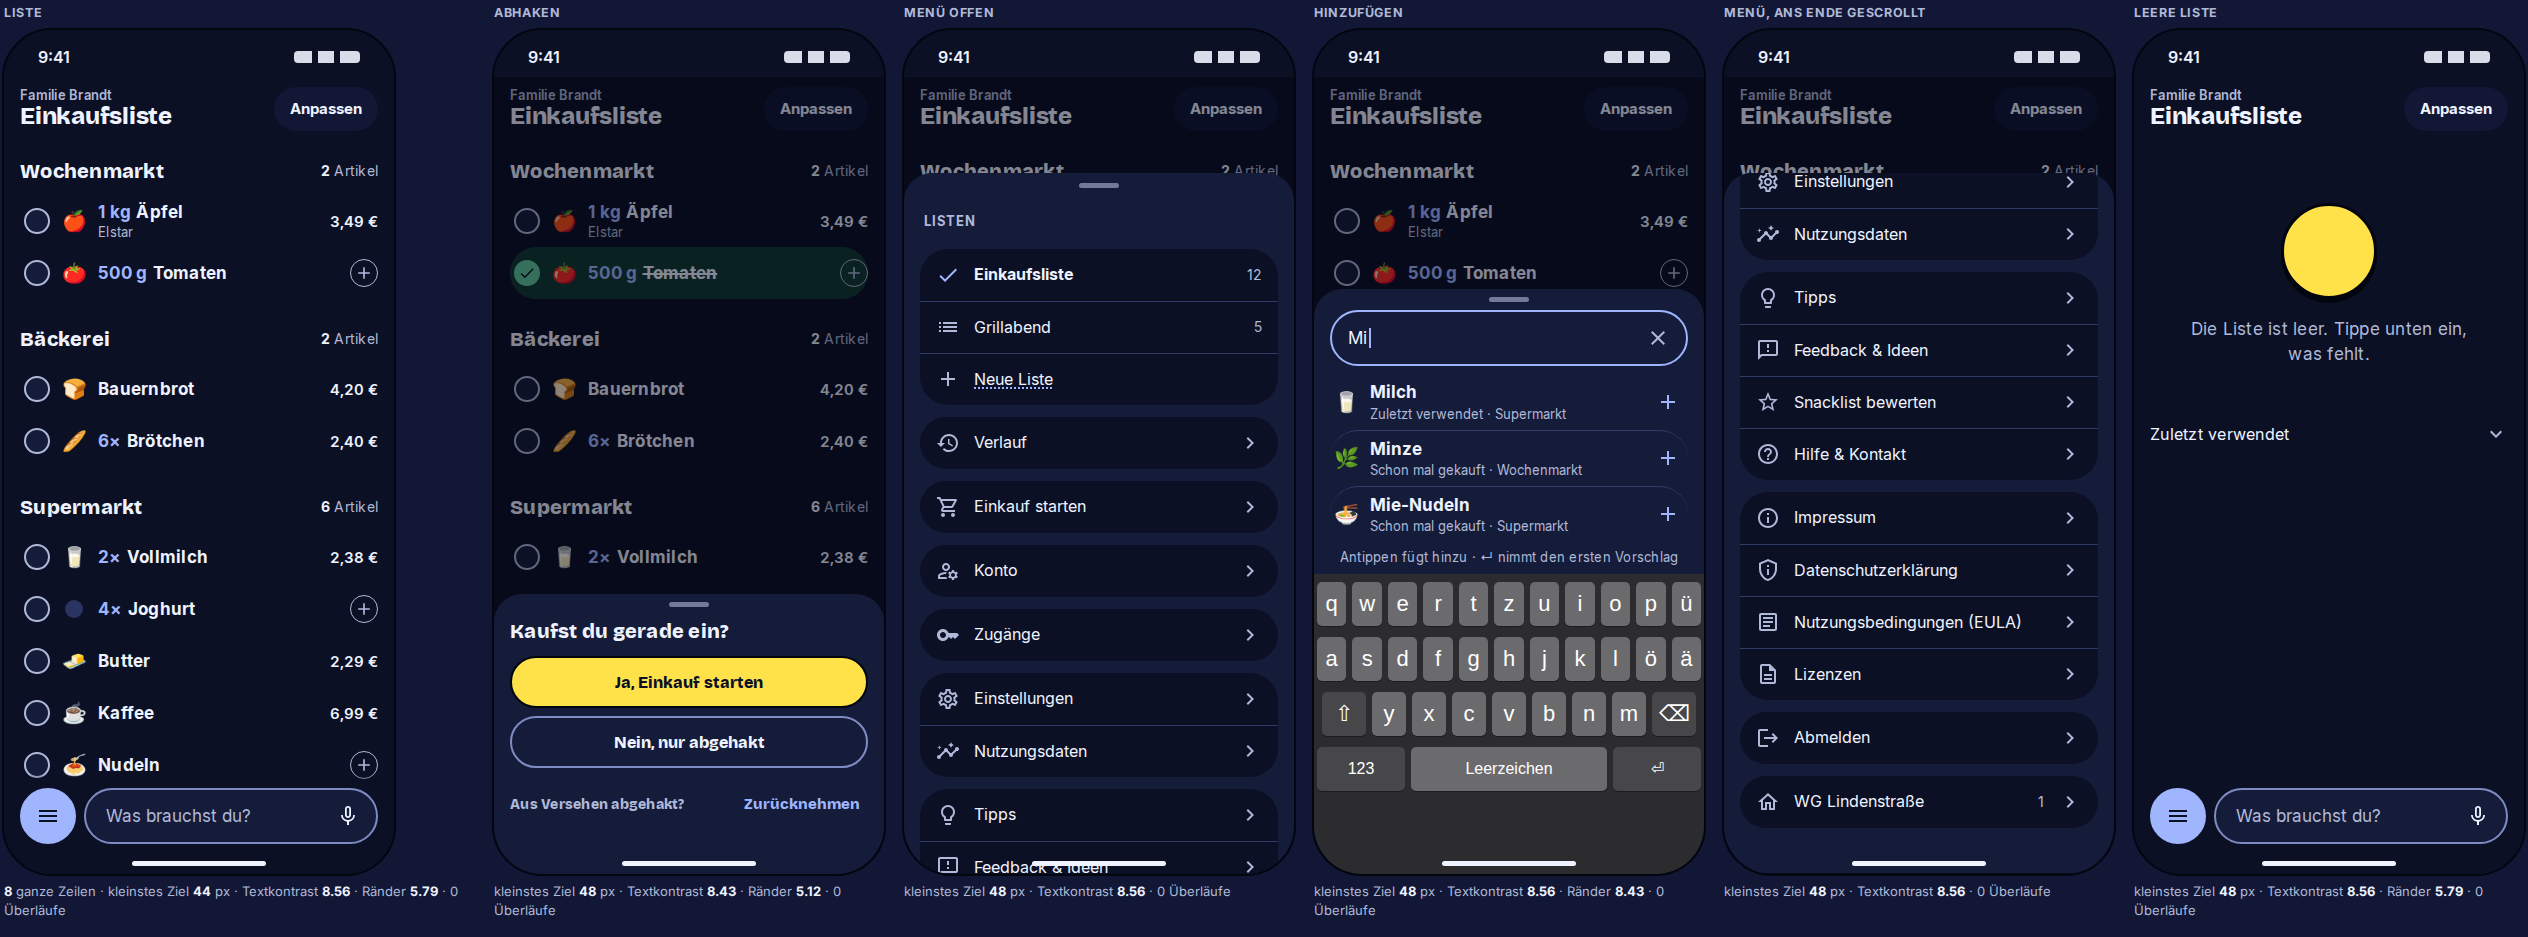 LISTE
9:41
Familie Brandt
Einkaufsliste
Anpassen
Wochenmarkt
2 Artikel
1 kg Äpfel
Elstar
3,49 €
500 g Tomaten
Bäckerei
2 Artikel
Bauernbrot
4,20 €
6× Brötchen
2,40 €
Supermarkt
6 Artikel
2× Vollmilch
2,38 €
4× Joghurt
Butter
2,29 €
Kaffee
6,99 €
Nudeln
Was brauchst du?
8 ganze Zeilen · kleinstes Ziel 44 px · Textkontrast 8.56 · Ränder 5.79 · 0
Überläufe
ABHAKEN
9:41
Familie Brandt
Einkaufsliste
Anpassen
Wochenmarkt
2 Artikel
1 kg Äpfel
Elstar
3,49 €
500 g Tomaten
Bäckerei
2 Artikel
Bauernbrot
4,20 €
6× Brötchen
2,40 €
Supermarkt
6 Artikel
2× Vollmilch
2,38 €
Kaufst du gerade ein?
Ja, Einkauf starten
Nein, nur abgehakt
Aus Versehen abgehakt?
Zurücknehmen
kleinstes Ziel 48 px · Textkontrast 8.43 · Ränder 5.12 · 0
Überläufe
MENÜ OFFEN
9:41
Familie Brandt
Einkaufsliste
Anpassen
Wochenmarkt
2 Artikel
LISTEN
Einkaufsliste
12
Grillabend
5
Neue Liste
Verlauf
Einkauf starten
Konto
Zugänge
Einstellungen
Nutzungsdaten
Tipps
Feedback & Ideen
kleinstes Ziel 48 px · Textkontrast 8.56 · 0 Überläufe
HINZUFÜGEN
9:41
Familie Brandt
Einkaufsliste
Anpassen
Wochenmarkt
2 Artikel
1 kg Äpfel
Elstar
3,49 €
500 g Tomaten
Mi
Milch
Zuletzt verwendet · Supermarkt
Minze
Schon mal gekauft · Wochenmarkt
Mie-Nudeln
Schon mal gekauft · Supermarkt
Antippen fügt hinzu · ↵ nimmt den ersten Vorschlag
q w e r t z u i o p ü
a s d f g h j k l ö ä
⇧ y x c v b n m ⌫
123 Leerzeichen ⏎
kleinstes Ziel 48 px · Textkontrast 8.56 · Ränder 8.43 · 0
Überläufe
MENÜ, ANS ENDE GESCROLLT
9:41
Familie Brandt
Einkaufsliste
Anpassen
Wochenmarkt
2 Artikel
Einstellungen
Nutzungsdaten
Tipps
Feedback & Ideen
Snacklist bewerten
Hilfe & Kontakt
Impressum
Datenschutzerklärung
Nutzungsbedingungen (EULA)
Lizenzen
Abmelden
WG Lindenstraße
1
kleinstes Ziel 48 px · Textkontrast 8.56 · 0 Überläufe
LEERE LISTE
9:41
Familie Brandt
Einkaufsliste
Anpassen
Die Liste ist leer. Tippe unten ein,
was fehlt.
Zuletzt verwendet
Was brauchst du?
kleinstes Ziel 48 px · Textkontrast 8.56 · Ränder 5.79 · 0
Überläufe